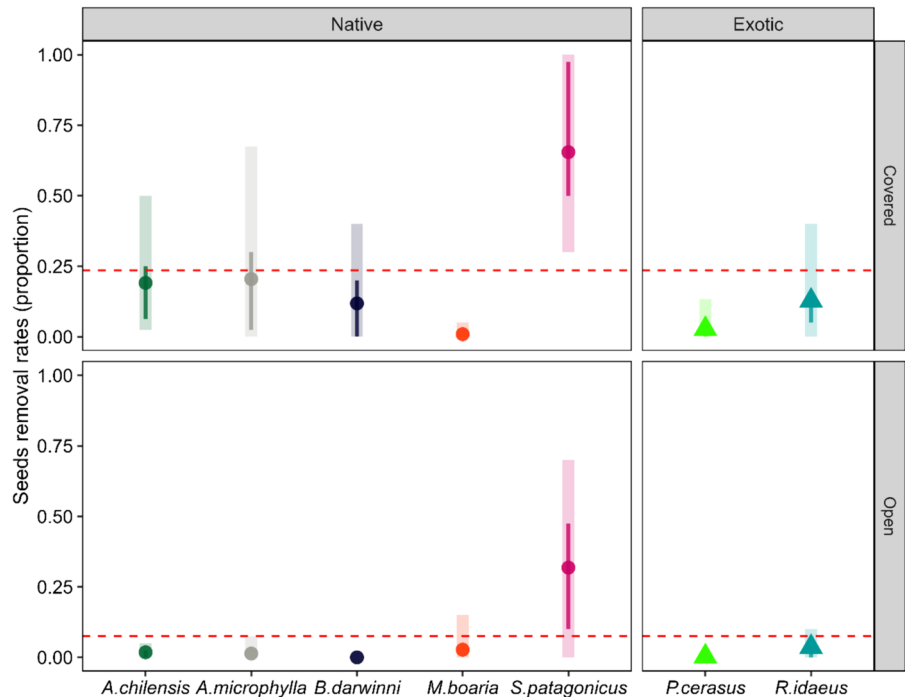 Native
Exotic
Seeds removal rates (proportion)
1.00
0.75
0.50
0.25
0.00
Covered
1.00
0.75
0.50
0.25
0.00
Open
A.chilensis A.microphylla B.darwinni M.boaria S.patagonicus
P.cerasus R.idaeus